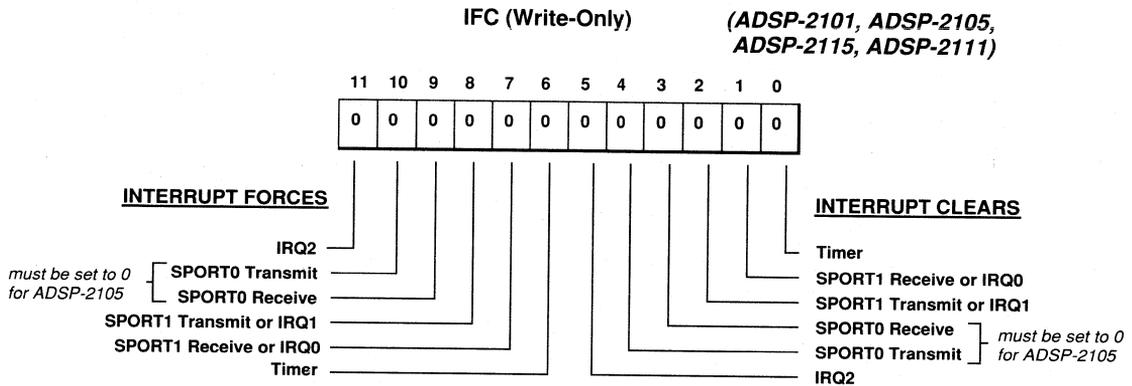 IFC (Write-Only) (ADSP-2101, ADSP-2105,
ADSP-2115, ADSP-2111)
11 10 9 8 7 6 5 4 3 2 1 0
0 0 0 0 0 0 0 0 0 0 0 0
INTERRUPT FORCES
IRQ2
SPORT0 Transmit
SPORT0 Receive
must be set to 0
for ADSP-2105
SPORT1 Transmit or IRQ1
SPORT1 Receive or IRQ0
Timer
INTERRUPT CLEARS
Timer
SPORT1 Receive or IRQ0
SPORT1 Transmit or IRQ1
SPORT0 Receive
SPORT0 Transmit
must be set to 0
for ADSP-2105
IRQ2